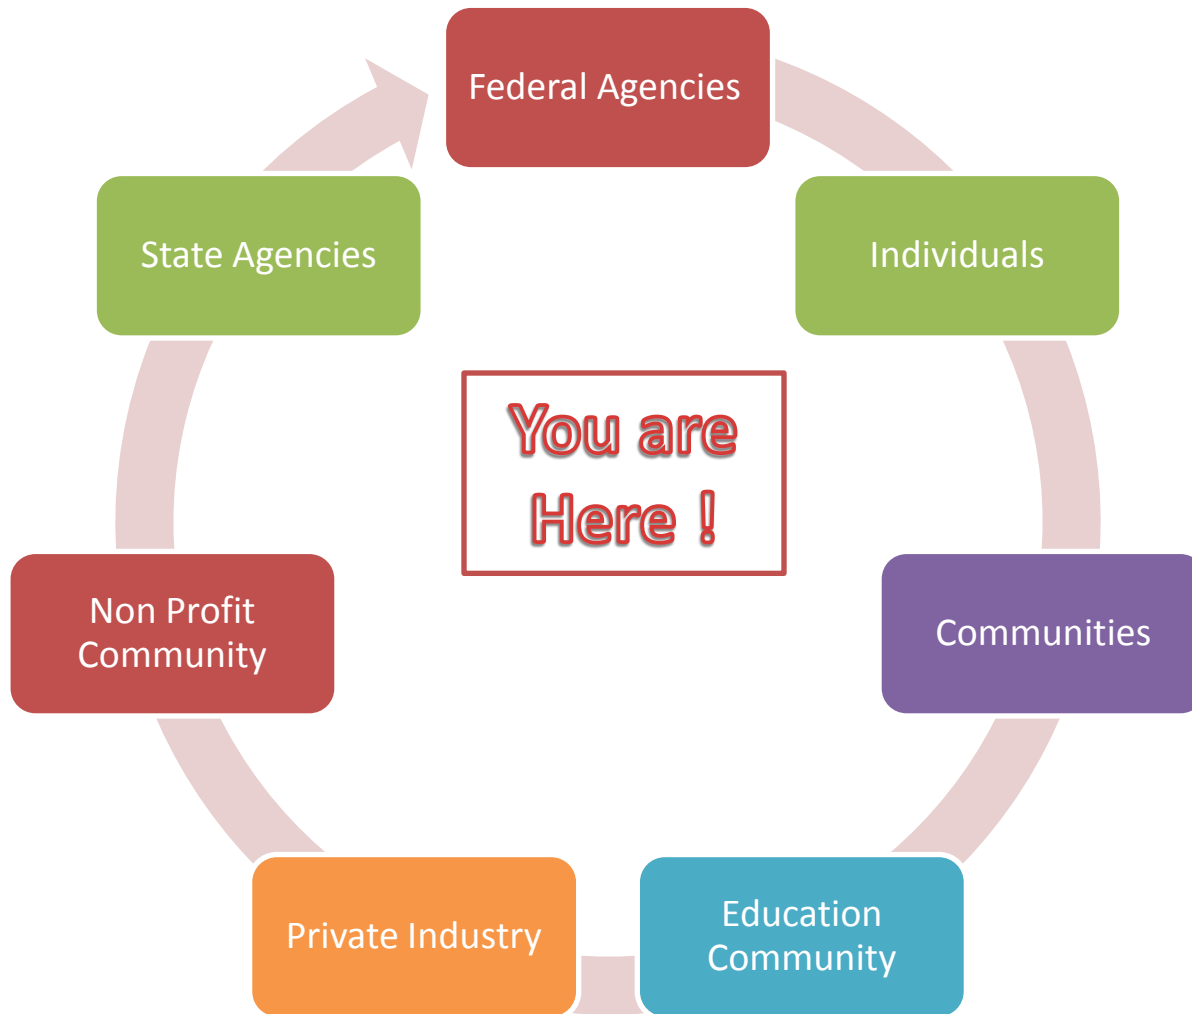 Federal Agencies
State Agencies
Individuals
You are
Here !
Non Profit
Community
Communities
Private Industry
Education
Community